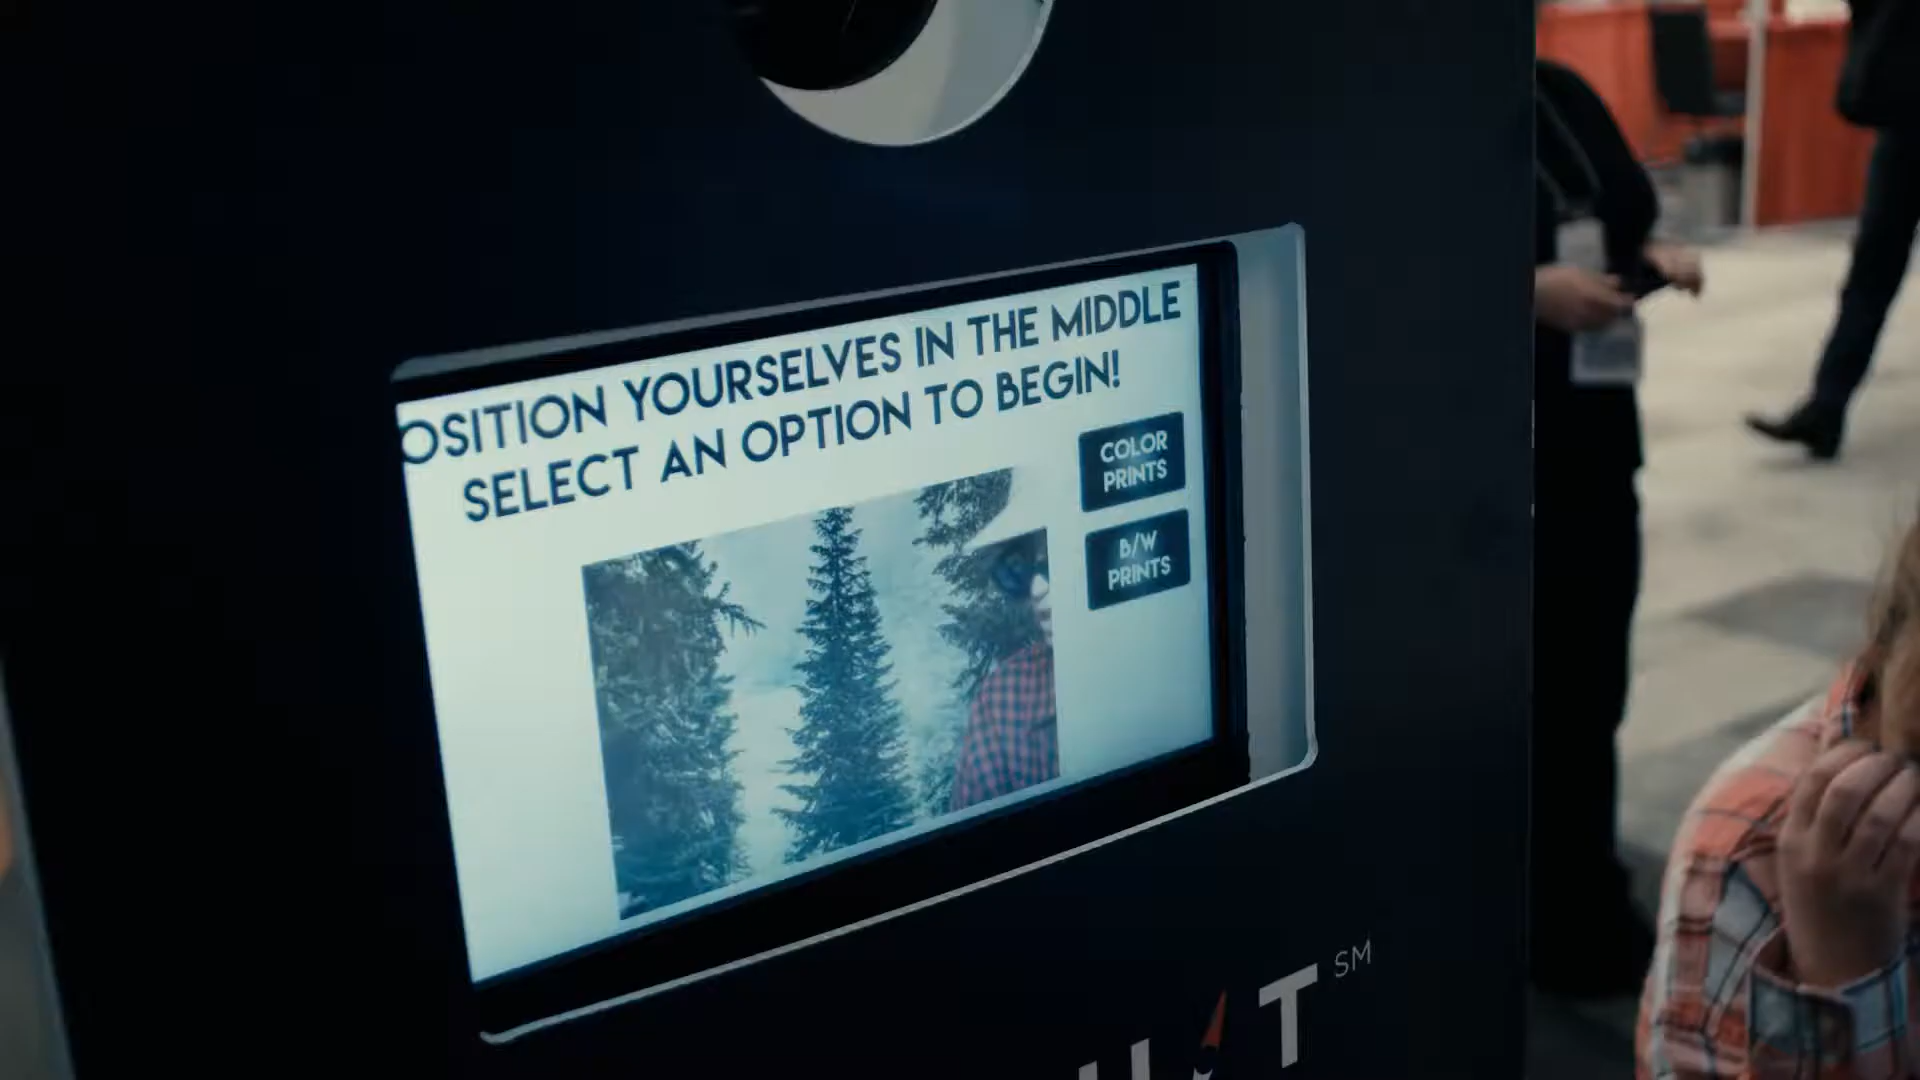 OSITION YOURSELVES IN THE MIDDLE
SELECT AN OPTION TO BEGIN!
COLOR
PRINTS
B/W
PRINTS
SM